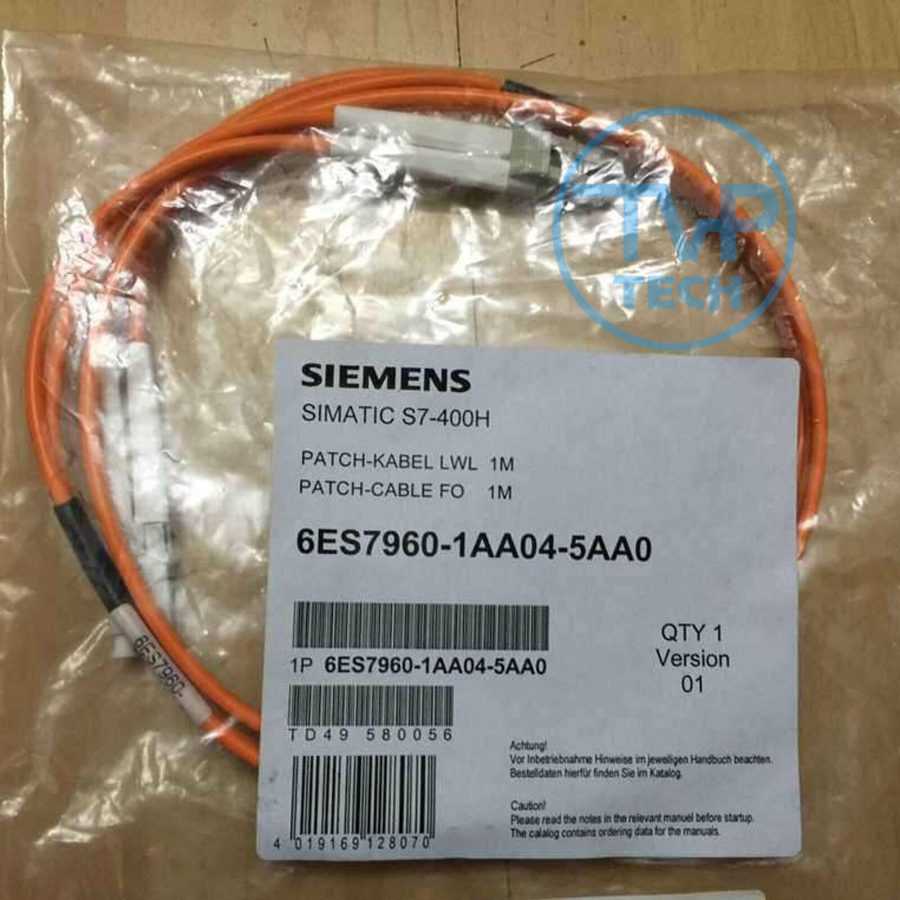 TVP
TECH
SIEMENS
SIMATIC S7-400H
PATCH-KABEL LWL 1M
PATCH-CABLE FO 1M
6ES7960-1AA04-5AA0
1P 6ES7960-1AA04-5AA0
QTY 1
Version
01
TD49 580056
4 019169 128070
Achtung!
Vor Inbetriebnahme Hinweise im jeweiligen Handbuch beachten.
Bestelldaten hierfür finden Sie im Katalog.
Caution!
Please read the notes in the relevant manuel before startup.
The calalog contains ordering data for the manuals.
6ES7960-